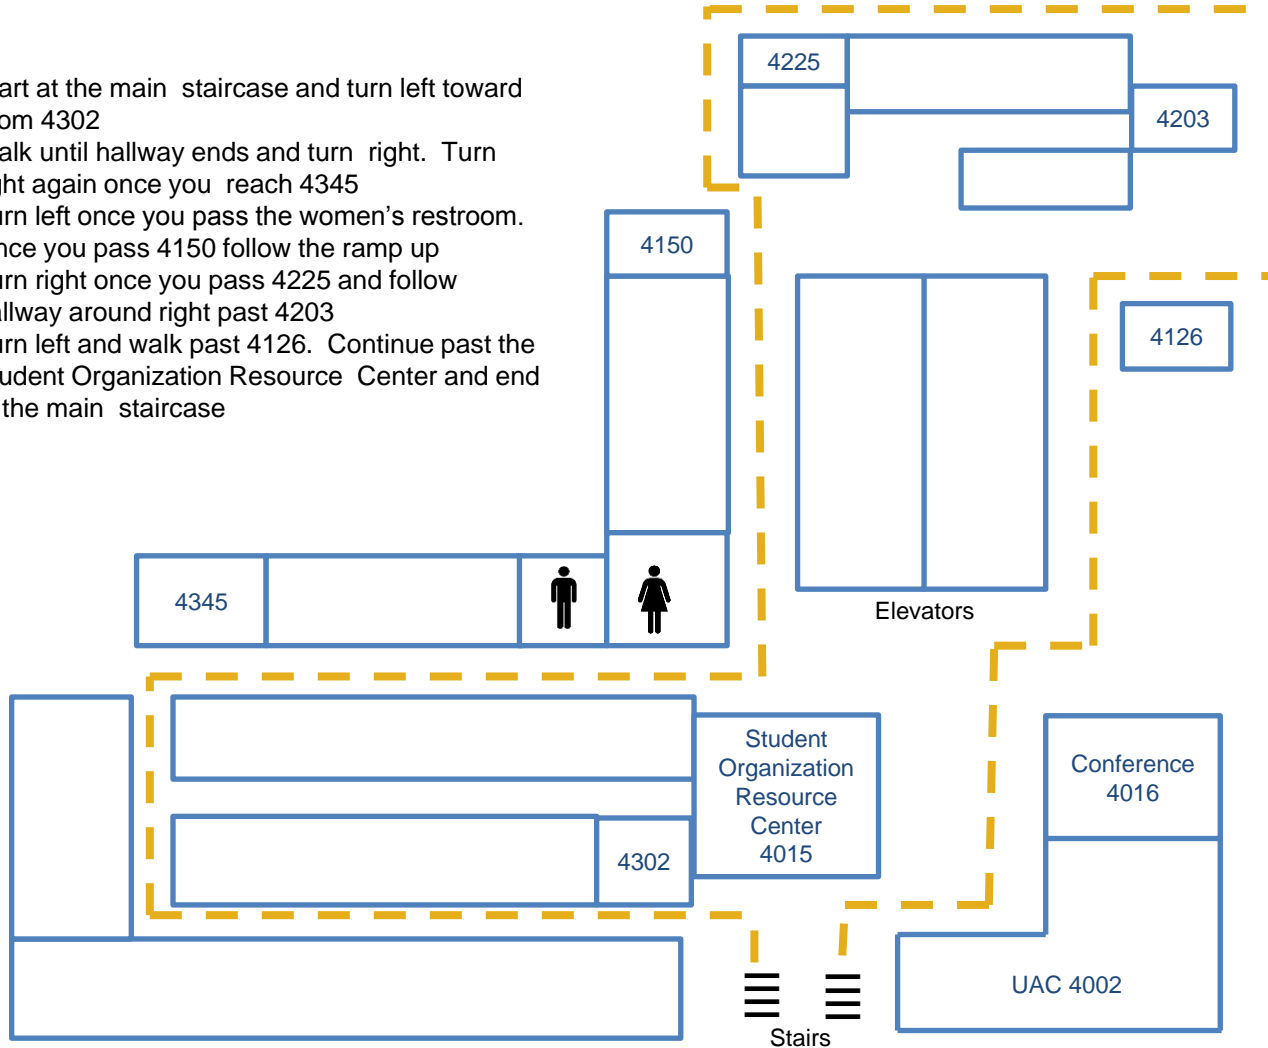 art at the main staircase and turn left toward
om 4302
alk until hallway ends and turn right. Turn
ght again once you reach 4345
urn left once you pass the women's restroom.
nce you pass 4150 follow the ramp up
urn right once you pass 4225 and follow
allway around right past 4203
urn left and walk past 4126. Continue past the
tudent Organization Resource Center and end
the main staircase
4225
4203
4150
4126
Elevators
4345
Student
Organization
Resource
Center
4015
Conference
4016
4302
UAC 4002
Stairs